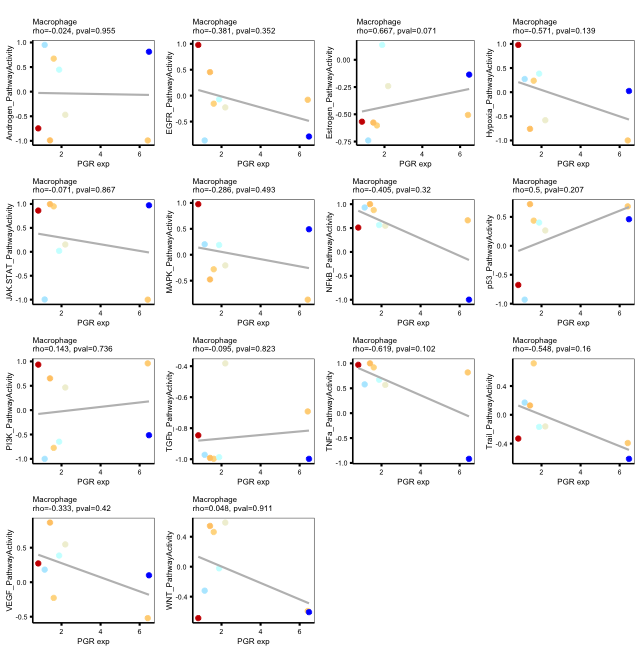 Macrophage
rho=-0.024, pval=0.955
Androgen_PathwayActivity
1.0
0.5
0.0
-0.5
-1.0
2
4
6
PGR exp
Macrophage
rho=-0.381, pval=0.352
EGFR_PathwayActivity
1.0
0.5
0.0
-0.5
2
4
6
PGR exp
Macrophage
rho=0.667, pval=0.071
Estrogen_PathwayActivity
0.00
-0.25
-0.50
-0.75
2
4
6
PGR exp
Macrophage
rho=-0.571, pval=0.139
Hypoxia_PathwayActivity
1.0
0.5
0.0
-0.5
-1.0
2
4
6
PGR exp
Macrophage
rho=-0.071, pval=0.867
JAK.STAT_PathwayActivity
1.0
0.5
0.0
-0.5
-1.0
2
4
6
PGR exp
Macrophage
rho=-0.286, pval=0.493
MAPK_PathwayActivity
1.0
0.5
0.0
-0.5
2
4
6
PGR exp
Macrophage
rho=-0.405, pval=0.32
NFkB_PathwayActivity
1.0
0.5
0.0
-0.5
-1.0
2
4
6
PGR exp
Macrophage
rho=0.5, pval=0.207
p53_PathwayActivity
0.5
0.0
-0.5
2
4
6
PGR exp
Macrophage
rho=0.143, pval=0.736
PI3K_PathwayActivity
1.0
0.5
0.0
-0.5
-1.0
2
4
6
PGR exp
Macrophage
rho=-0.095, pval=0.823
TGFb_PathwayActivity
-0.4
-0.6
-0.8
-1.0
2
4
6
PGR exp
Macrophage
rho=-0.619, pval=0.102
TNFa_PathwayActivity
1.0
0.5
0.0
-0.5
-1.0
2
4
6
PGR exp
Macrophage
rho=-0.548, pval=0.16
Trail_PathwayActivity
0.4
0.0
-0.4
2
4
6
PGR exp
Macrophage
rho=-0.333, pval=0.42
VEGF_PathwayActivity
0.5
0.0
-0.5
2
4
6
PGR exp
Macrophage
rho=0.048, pval=0.911
WNT_PathwayActivity
0.4
0.0
-0.4
2
4
6
PGR exp